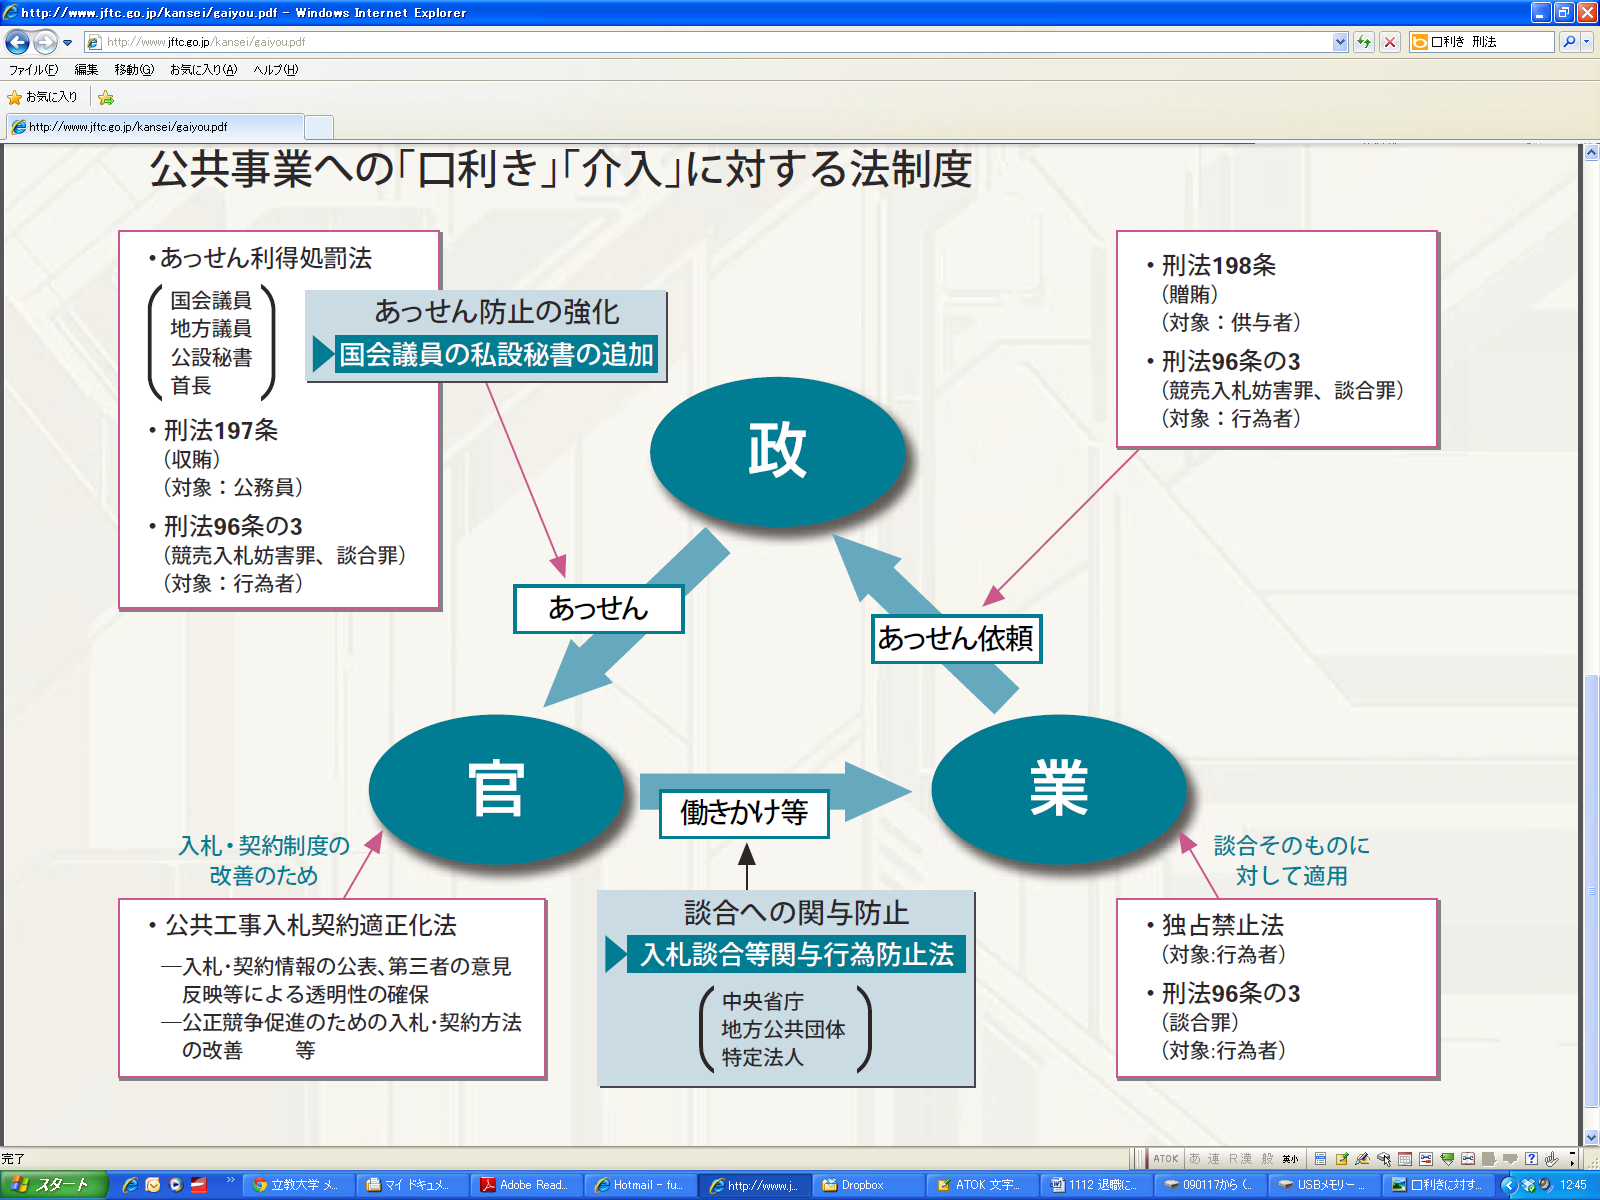 http://www.jftc.go.jp/kansei/gaiyou.pdf - Windows Internet Explorer
http://www.jftc.go.jp/kansei/gaiyou.pdf
口利き 刑法
ファイル(F) 編集 移動(G) お気に入り(A) ヘルプ(H)
お気に入り
http://www.jftc.go.jp/kansei/gaiyou.pdf
公共事業への「口利き」「介入」に対する法制度
・あっせん利得処罰法
国会議員
地方議員
公設秘書
首長
・刑法197条
（収賄）
（対象：公務員）
・刑法96条の3
（競売入札妨害罪、談合罪）
（対象：行為者）
あっせん防止の強化
国会議員の私設秘書の追加
・刑法198条
（贈賄）
（対象：供与者）
・刑法96条の3
（競売入札妨害罪、談合罪）
（対象：行為者）
政
あっせん
あっせん依頼
官
働きかけ等
業
入札・契約制度の
改善のため
談合そのものに
対して適用
・公共工事入札契約適正化法
―入札・契約情報の公表、第三者の意見
反映等による透明性の確保
―公正競争促進のための入札・契約方法
の改善 等
談合への関与防止
入札談合等関与行為防止法
中央省庁
地方公共団体
特定法人
・独占禁止法
（対象:行為者）
・刑法96条の3
（談合罪）
（対象:行為者）
完了
ATOK あ 連 R漢 般 英小
スタート
立教大学 メ...
マイ ドキュメ...
Adobe Read...
Hotmail - fu...
http://www.j...
Dropbox
ATOK 文字...
1112 退職に...
090117から (...
USBメモリー ...
口利きに対す...
12:45